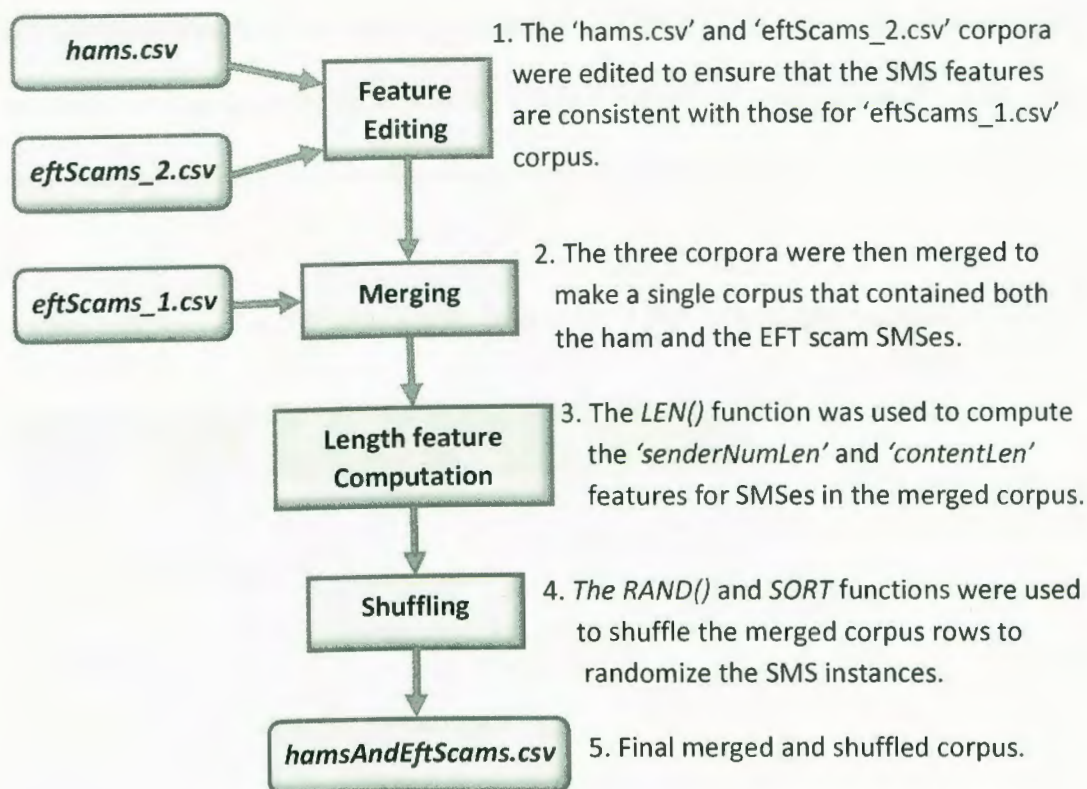 hams.csv
1. The 'hams.csv' and 'eftScams_2.csv' corpora
were edited to ensure that the SMS features
are consistent with those for 'eftScams_1.csv'
corpus.
Feature
Editing
eftScams_2.csv
2. The three corpora were then merged to
make a single corpus that contained both
the ham and the EFT scam SMSes.
eftScams_1.csv
Merging
3. The LEN() function was used to compute
the 'senderNumLen' and 'contentLen'
features for SMSes in the merged corpus.
Length feature
Computation
4. The RAND() and SORT functions were used
to shuffle the merged corpus rows to
randomize the SMS instances.
Shuffling
hamsAndEftScams.csv
5. Final merged and shuffled corpus.